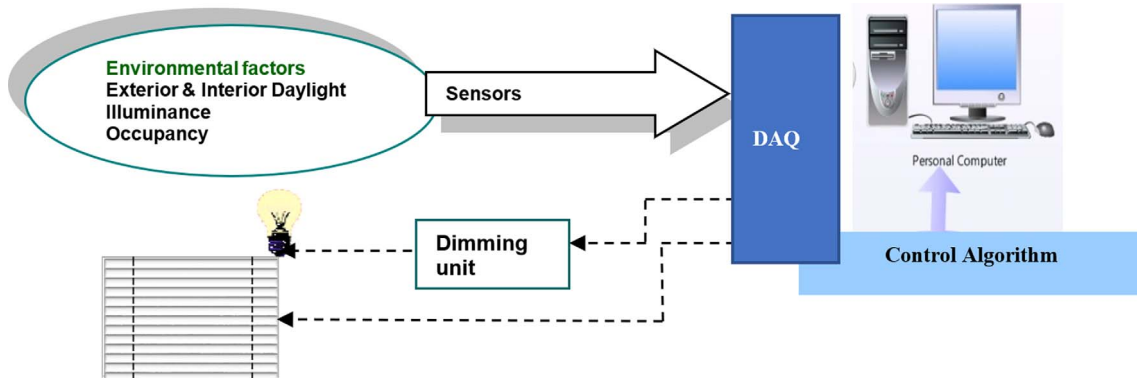 Environmental factors
Exterior & Interior Daylight
Illuminance
Occupancy
Sensors
DAQ
Personal Computer
Dimming
unit
Control Algorithm